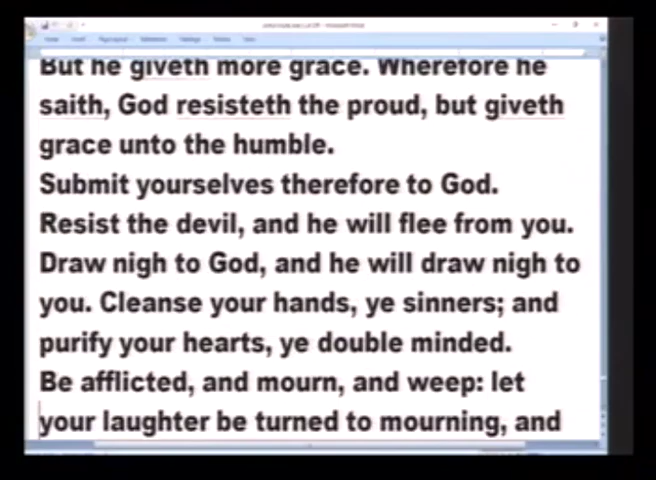 But he giveth more grace. Wherefore he
saith, God resisteth the proud, but giveth
grace unto the humble.
Submit yourselves therefore to God.
Resist the devil, and he will flee from you.
Draw nigh to God, and he will draw nigh to
you. Cleanse your hands, ye sinners; and
purify your hearts, ye double minded.
Be afflicted, and mourn, and weep: let
your laughter be turned to mourning, and